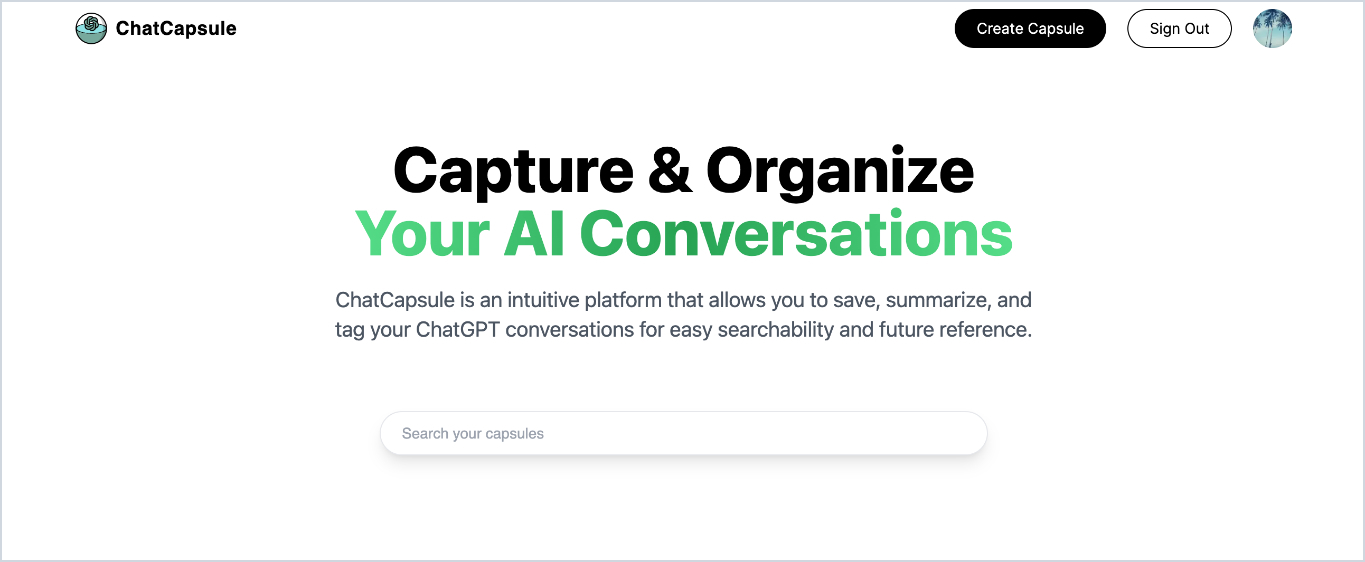 ChatCapsule
Create Capsule
Sign Out
Capture & Organize
Your AI Conversations
ChatCapsule is an intuitive platform that allows you to save, summarize, and
tag your ChatGPT conversations for easy searchability and future reference.
Search your capsules